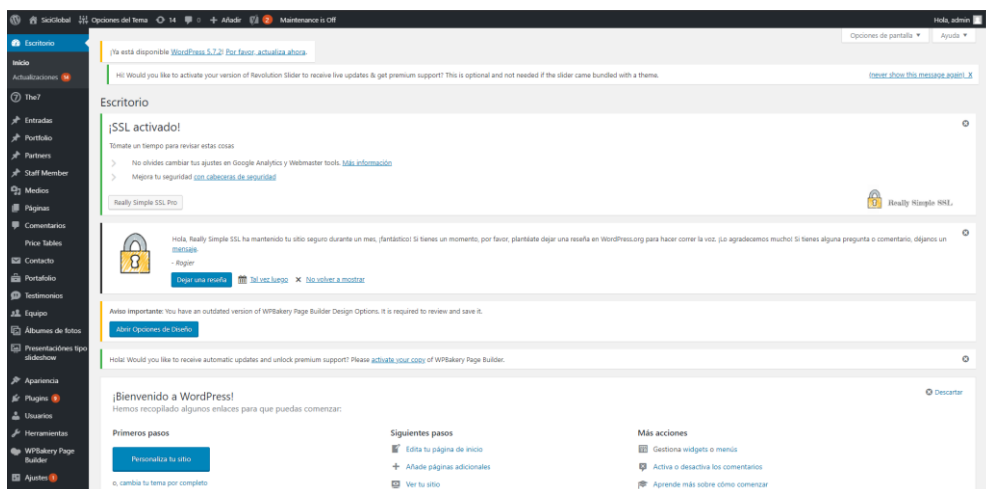 SiciGlobal Opciones del Tema 14 0 Añadir 2 Maintenance is Off Hola, admin
Escritorio
Inicio
Actualizaciones 14
The7
Entradas
Portfolio
Partners
Staff Member
Medios
Páginas
Comentarios
Price Tables
Contacto
Portafolio
Testimonios
Equipo
Álbumes de fotos
Presentaciónes tipo
slideshow
Apariencia
Plugins 9
Usuarios
Herramientas
WPBakery Page
Builder
Ajustes 1
Opciones de pantalla ▼ Ayuda ▼
¡Ya está disponible WordPress 5.7.2! Por favor, actualiza ahora.
Hi! Would you like to activate your version of Revolution Slider to receive live updates & get premium support? This is optional and not needed if the slider came bundled with a theme. (never show this message again) X
Escritorio
¡SSL activado!
Tómate un tiempo para revisar estas cosas
No olvides cambiar tus ajustes en Google Analytics y Webmaster tools. Más información
Mejora tu seguridad con cabeceras de seguridad
Really Simple SSL Pro
Really Simple SSL
Hola, Really Simple SSL ha mantenido tu sitio seguro durante un mes, ¡fantástico! Si tienes un momento, por favor, plantéate dejar una reseña en WordPress.org para hacer correr la voz. ¡Lo agradecemos mucho! Si tienes alguna pregunta o comentario, déjanos un
mensaje.
- Rogier
Dejar una reseña Tal vez luego No volver a mostrar
Aviso importante: You have an outdated version of WPBakery Page Builder Design Options. It is required to review and save it.
Abrir Opciones de Diseño
Hola! Would you like to receive automatic updates and unlock premium support? Please activate your copy of WPBakery Page Builder.
¡Bienvenido a WordPress! Descartar
Hemos recopilado algunos enlaces para que puedas comenzar:
Primeros pasos
Personaliza tu sitio
o, cambia tu tema por completo
Siguientes pasos
Edita tu página de inicio
Añade páginas adicionales
Ver tu sitio
Más acciones
Gestiona widgets o menús
Activa o desactiva los comentarios
Aprende más sobre cómo comenzar